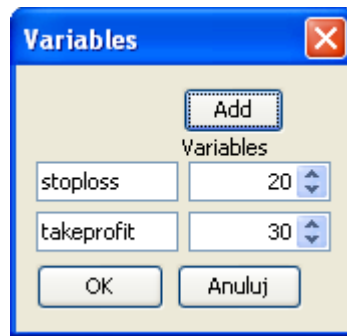 Variables
Add
Variables
stoploss 20
takeprofit 30
OK Anuluj